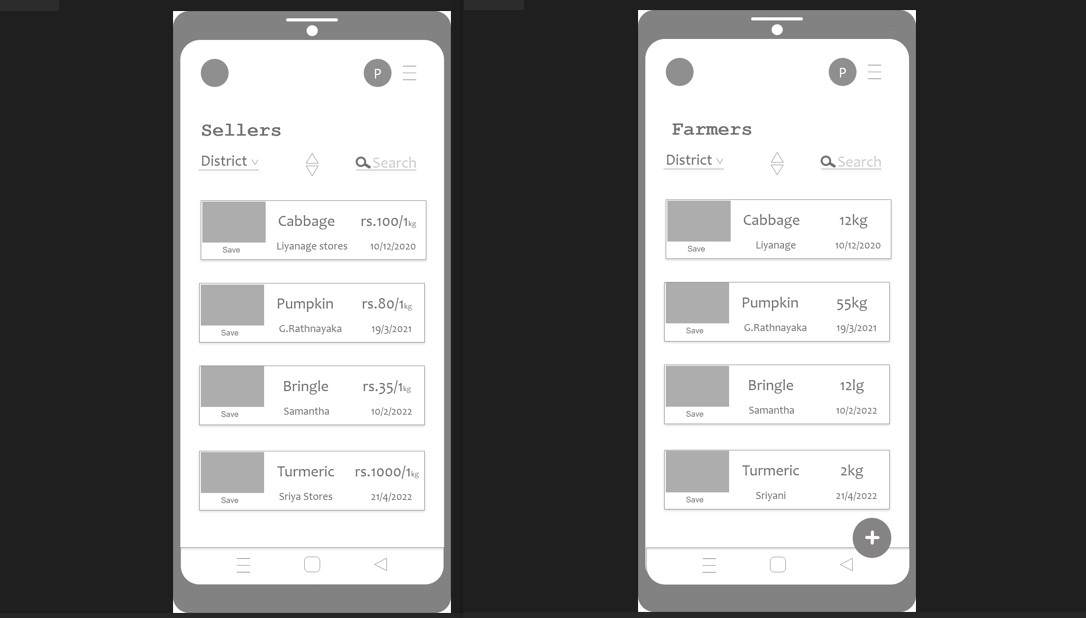 P
Sellers
District
Search
Cabbage rs.100/1kg
Save Liyanage stores 10/12/2020
Pumpkin rs.80/1kg
Save G.Rathnayaka 19/3/2021
Bringle rs.35/1kg
Save Samantha 10/2/2022
Turmeric rs.1000/1kg
Save Sriya Stores 21/4/2022
P
Farmers
District
Search
Cabbage 12kg
Save Liyanage 10/12/2020
Pumpkin 55kg
Save G.Rathnayaka 19/3/2021
Bringle 12lg
Save Samantha 10/2/2022
Turmeric 2kg
Save Sriyani 21/4/2022
+